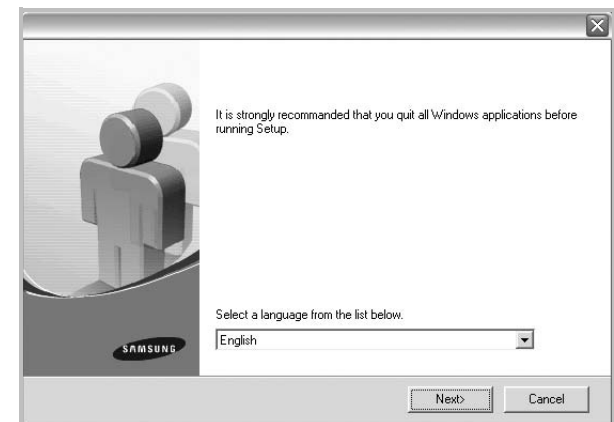 It is strongly recommanded that you quit all Windows applications before
running Setup.
Select a language from the list below.
English
SAMSUNG
Next>
Cancel